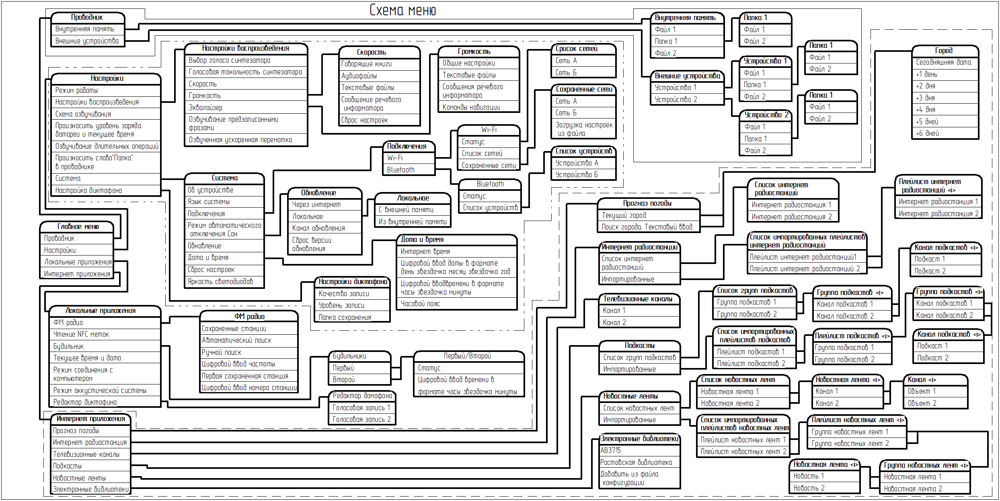 Схема меню
Проводник
Внутренняя память
Внешние устройства
Настройки
Режим работы
Настройки воспроизведения
Схема озвучивания
Произносить уровень заряда
батареи и текущее время
Озвучивание длительных операций
Произносить слово"Папка"
в проводнике
Система
Настройка диктофона
Главное меню
Проводник
Настройки
Локальные приложения
Интернет приложения
Локальные приложения
ФМ радио
Чтение NFC меток
Будильник
Текущее время и дата
Режим соединения с
компьютером
Режим аккустической системы
Редактор диктофина
Интернет приложения
Прогноз погоды
Интернет радиостанция
Телевизионные каналы
Подкасты
Новостные ленты
Электронные библиотеки
Настройки васпроизведения
Выбор голоса синтезатора
Голосовая тональность синтезатора
Скорость
Громкость
Эквалайзер
Озвучивание предзаписанными
фразами
Озвученная ускоренная перемотка
Система
Об устройстве
Язык системы
Подключения
Режим автоматического
отключения Сон
Обновление
Дата и время
Сброс настроек
Яркость светодиодов
ФМ радио
Сохраненные станции
Автоматический поиск
Ручной поиск
Цифровой ввод частоты
Первая сохраненная станция
Цифровой ввод номера станции
Скорость
Говорящие книги
Аудиофайлы
Текстовые файлы
Сообщение речевого
информатора
Сброс настроек
Громкость
Общие настройки
Текстовые файлы
Сообщения речевого
информатора
Команды навигации
Подключения
Wi-Fi
Bluetooth
Wi-Fi
Статус
Список сетей
Сохраненные сети
Bluetooth
Статус
Список устройств
Срисок сетей
Сеть А
Сеть Б
Сохраненные сети
Сеть А
Сеть Б
Загрузка настроек
из файла
Список устройств
Устройство А
Устройство Б
Обновление
Через интернет
Локальное
Канал обновления
Сброс версии
обновления
Локальное
С внешней памяти
Из внутренней памяти
Дота и время
Интернет время
Цифровой ввод даты в формате
день звездочка месяц звездочка год
Цифровой вводвремени в формате
часы звездочка минуты
Часовой пояс
Настройки диктофона
Качество записи
Уровень записи
Папка сохранения
Будильники
Первый
Второй
Первый/Второй
Статус
Цифровой ввод времени в
формате часы звездочка минуты
Редактор домофона
Голосовая запись 1
Голосовая запись 2
Внутренняя память
Файл 1
Папка 1
Файл 2
Папка 1
Файл 1
Файл 2
Внешние устройства
Устройство 1
Устройство 2
Устройство 1
Файл 1
Папка 1
Файл 2
Папка 1
Файл 1
Файл 2
Устройство 2
Файл 1
Папка 1
Файл 2
Папка 1
Файл 1
Файл 2
Город
Сегодняшняя дата
+1 день
+2 дня
+3 дня
+4 дня
+5 дней
+6 дней
Прогноз погоды
Текущий город
Поиск города. Текстовый ввод
Интернет радиостанции
Список интернет
радиостанций
Импортированные
Список интернет
радиостанций
Интернет радиостанция 1
Интернет радиостанция 2
Список импортированных плейлистов
интернет радиостанций
Плейлист интернет радиостанций1
Плейлист интернет радиостанций 2
Плейлист интернет
радиостанций <i>
Интернет радиостанция 1
Интернет радиостанция 2
Телевизионные каналы
Канал 1
Канал 2
Подкасты
Список групп подкастов
Импортированные
Список групп подкастов
Группа подкастов 1
Группа подкастов 2
Группа подкастов <i>
Канал подкастов 1
Канал подкастов 2
Канал подкастов <i>
Подкаст 1
Подкаст 2
Список импортированных
плейлистов подкастов
Плейлист подкастов 1
Плейлист подкастов 2
Плейлист подкастов <i>
Группа подкастов 1
Группа подкастов 2
Группа подкастов <i>
Канал подкастов 1
Канал подкастов 2
Канал подкастов <i>
Подкаст 1
Подкаст 2
Новостные ленты
Список новостных лент
Импортированные
Список новостных лент
Новостная лента 1
Новостная лента 2
Новостная лента <i>
Канал 1
Канал 2
Канал <i>
Объект 1
Объект 2
Список импортированных
плейлистов новостных лент
Плейлист новостных лент 1
Плейлист новостных лент 2
Плейлист новостных лент <i>
Группа новостных лент 1
Группа новостных лент 2
Группа новостных лент <i>
Новостная лента 1
Новостная лента 2
Новостная лента <i>
Новость 1
Новость 2
Электронные библиотеки
АВ3715
Ростовская библиотека
Добавить из файла
конфигурации